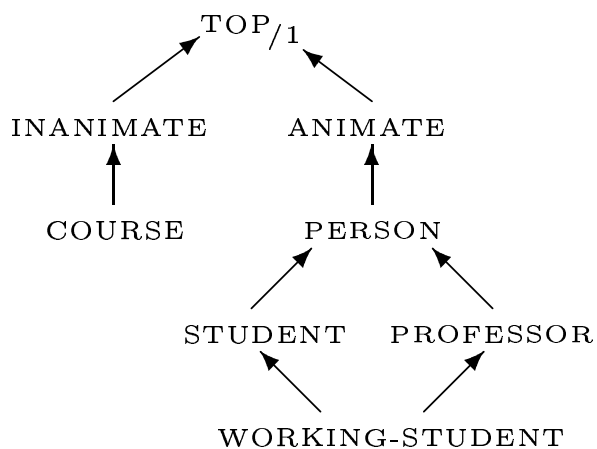 TOP/1
INANIMATE ANIMATE
COURSE PERSON
STUDENT PROFESSOR
WORKING-STUDENT